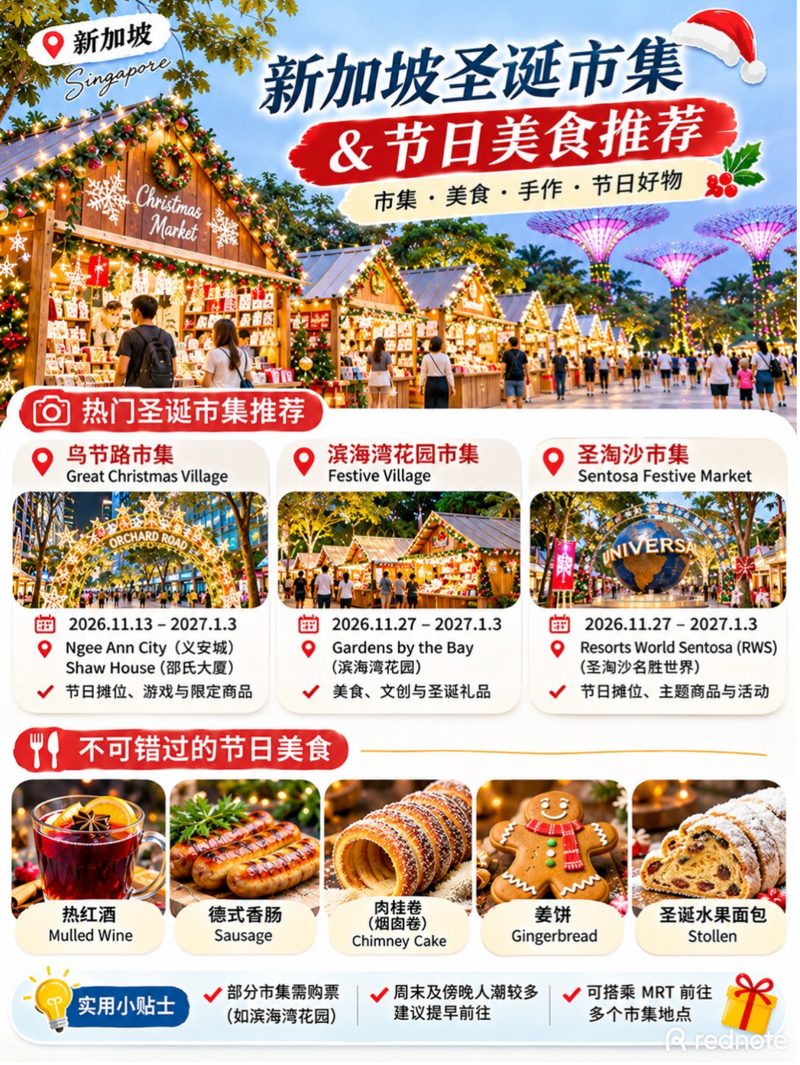 新加坡
Singapore
新加坡圣诞市集
&节日美食推荐
市集·美食·手作·节日好物
Christmas
Market
热门圣诞市集推荐
乌节路市集
Great Christmas Village
ORCHARD ROAD
2026.11.13 – 2027.1.3
Ngee Ann City（义安城）
Shaw House（邵氏大厦）
节日摊位、游戏与限定商品
滨海湾花园市集
Festive Village
2026.11.27 – 2027.1.3
Gardens by the Bay
（滨海湾花园）
美食、文创与圣诞礼品
圣淘沙市集
Sentosa Festive Market
UNIVERSA
2026.11.27 – 2027.1.3
Resorts World Sentosa (RWS)
（圣淘沙名胜世界）
节日摊位、主题商品与活动
不可错过的节日美食
热红酒
Mulled Wine
德式香肠
Sausage
肉桂卷
（烟囱卷）
Chimney Cake
姜饼
Gingerbread
圣诞水果面包
Stollen
实用小贴士
部分市集需购票
（如滨海湾花园）
周末及傍晚人潮较多
建议提早前往
可搭乘 MRT 前往
多个市集地点
rednote